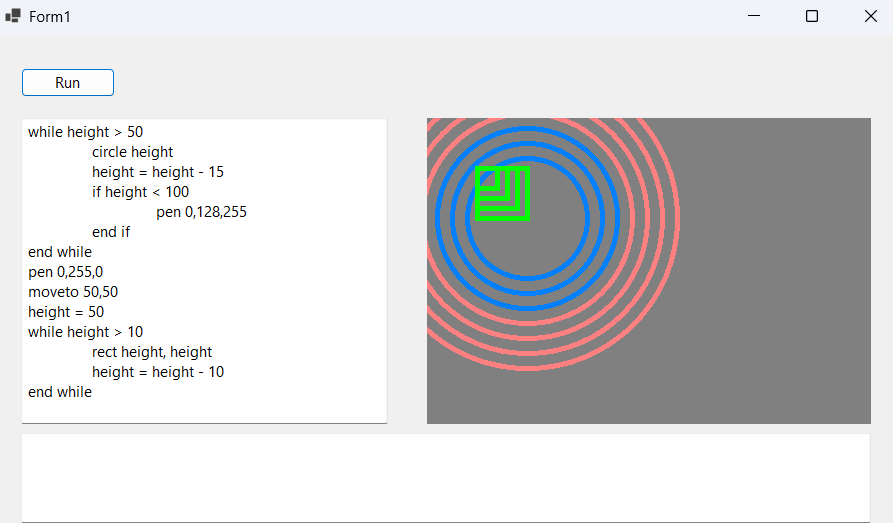 Form1
Run
while height > 50
circle height
height = height - 15
if height < 100
pen 0,128,255
end if
end while
pen 0,255,0
moveto 50,50
height = 50
while height > 10
rect height, height
height = height - 10
end while